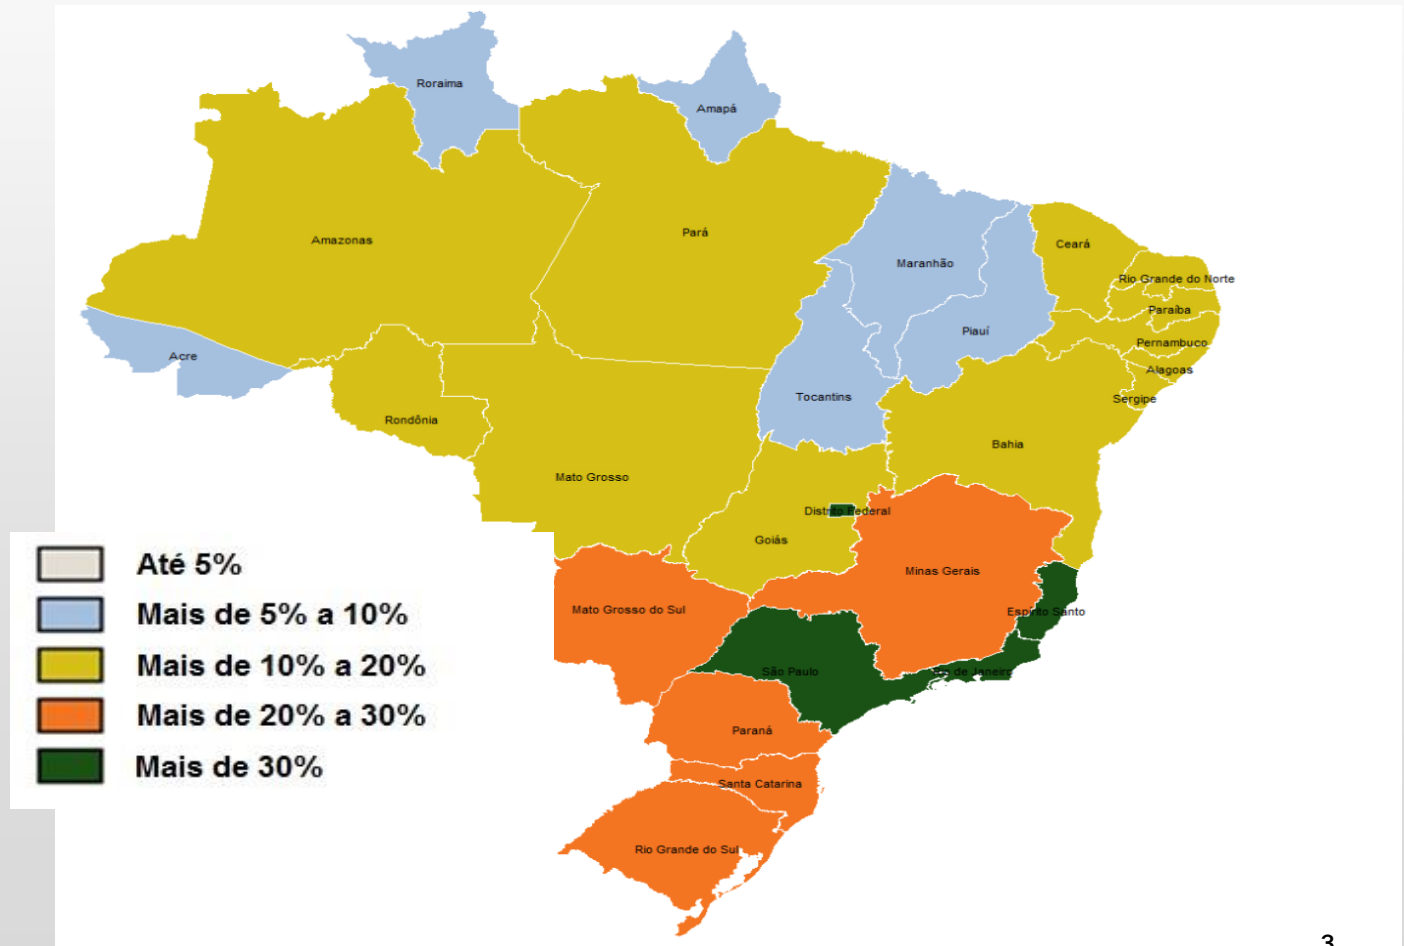 Roraima
Amapá
Amazonas
Pará
Maranhão
Ceará
Rio Grande do Norte
Paraíba
Piauí
Pernambuco
Acre
Alagoas
Tocantins
Sergipe
Rondônia
Bahia
Mato Grosso
Distrito Federal
Goiás
Minas Gerais
Mato Grosso do Sul
Espírito Santo
São Paulo
Rio de Janeiro
Paraná
Santa Catarina
Rio Grande do Sul
Até 5%
Mais de 5% a 10%
Mais de 10% a 20%
Mais de 20% a 30%
Mais de 30%
3